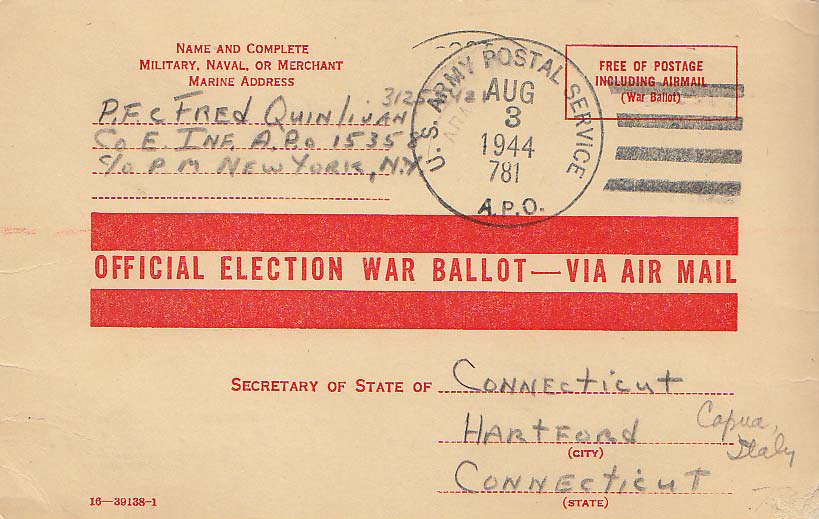 NAME AND COMPLETE
MILITARY, NAVAL, OR MERCHANT
MARINE ADDRESS
P.F.C FRED QUINLIVAN
CO E. INF. A.P.O 15358
C/O P M NEW YORK, N.Y.
U. S. ARMY POSTAL SERVICE
AUG
3
1944
781
A.P.O.
FREE OF POSTAGE
INCLUDING AIRMAIL
(War Ballot)
OFFICIAL ELECTION WAR BALLOT—VIA AIR MAIL
SECRETARY OF STATE OF CONNECTICUT
HARTFORD
(CITY)
CONNECTICUT
(STATE)
Capua,
Italy
16—39138-1